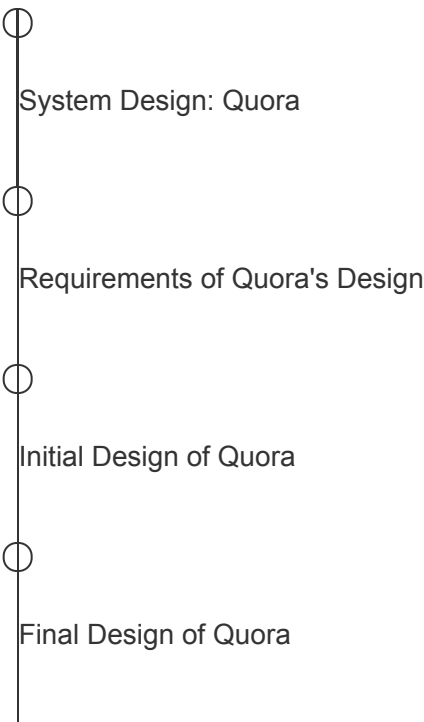 System Design: Quora
Requirements of Quora's Design
Initial Design of Quora
Final Design of Quora